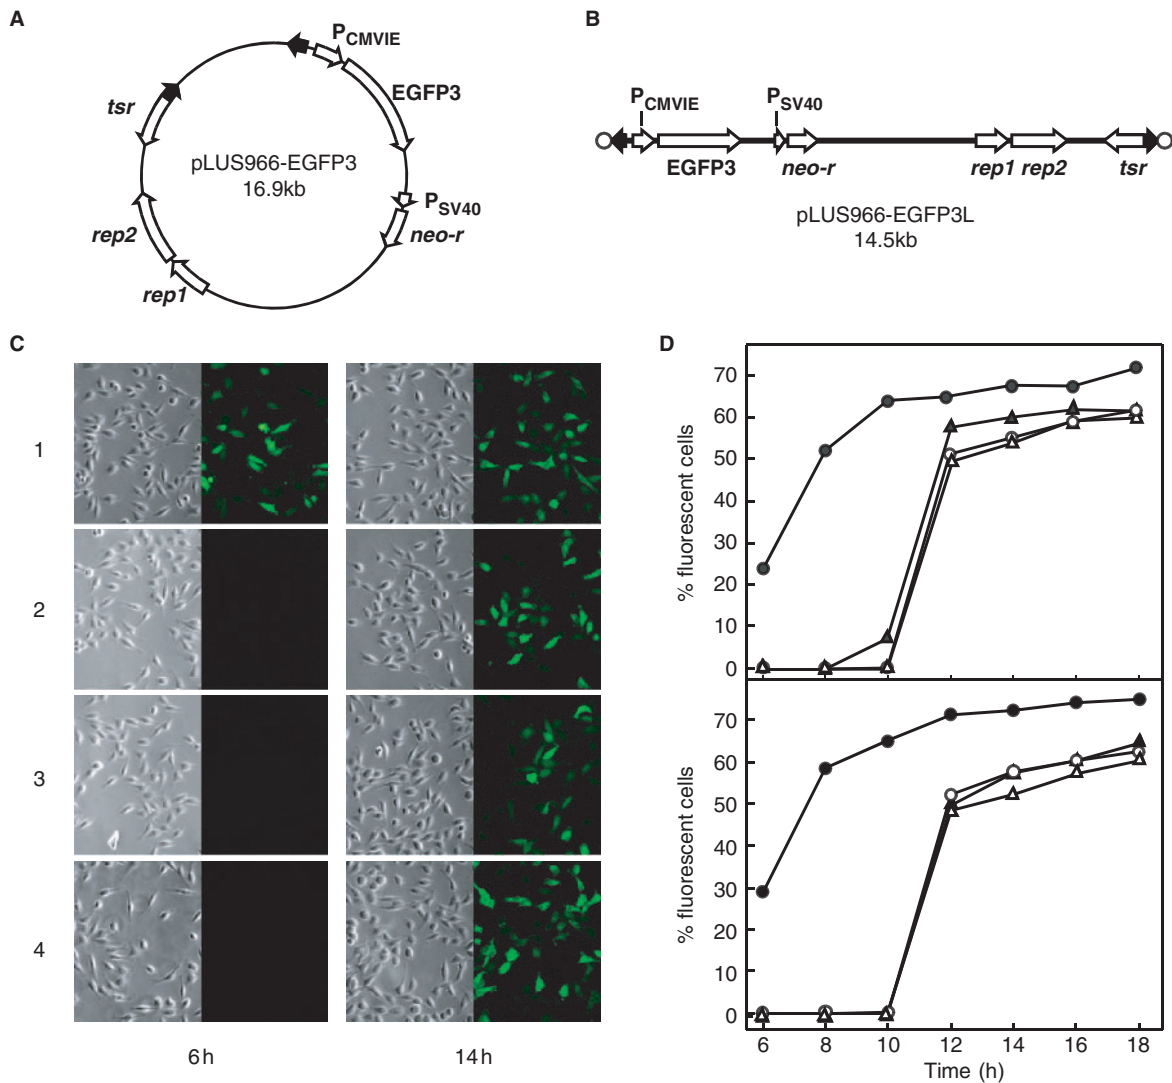 A
P CMVIE
EGFP3
tsr
pLUS966-EGFP3
16.9kb
P SV40
neo-r
rep2
rep1
B
P CMVIE
P SV40
EGFP3
neo-r
rep1 rep2
tsr
pLUS966-EGFP3L
14.5kb
C
1
2
3
4
6h
14h
D
% fluorescent cells
70
60
50
40
30
20
10
0
% fluorescent cells
70
60
50
40
30
20
10
0
6 8 10 12 14 16 18
Time (h)